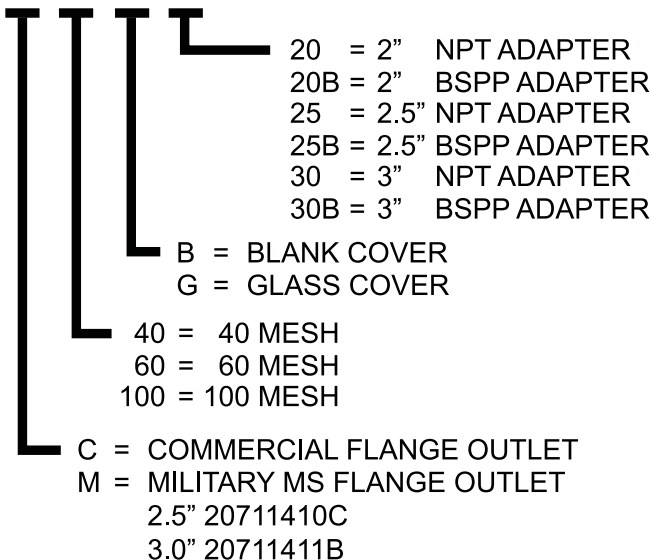 20 = 2” NPT ADAPTER
20B = 2” BSPP ADAPTER
25 = 2.5” NPT ADAPTER
25B = 2.5” BSPP ADAPTER
30 = 3” NPT ADAPTER
30B = 3” BSPP ADAPTER
B = BLANK COVER
G = GLASS COVER
40 = 40 MESH
60 = 60 MESH
100 = 100 MESH
C = COMMERCIAL FLANGE OUTLET
M = MILITARY MS FLANGE OUTLET
2.5” 20711410C
3.0” 20711411B